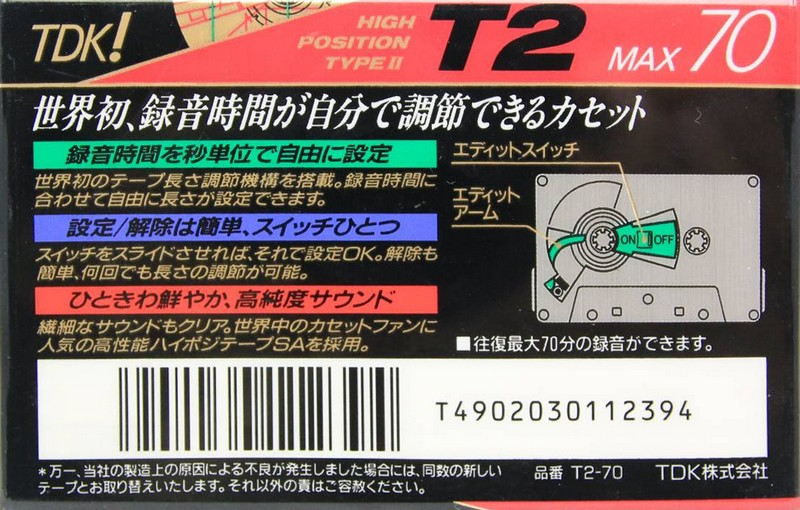 TDK!
HIGH
POSITION
TYPE II
T2
MAX 70
世界初、録音時間が自分で調節できるカセット
録音時間を秒単位で自由に設定
世界初のテープ長さ調節機構を搭載。録音時間に
合わせて自由に長さが設定できます。
設定/解除は簡単、スイッチひとつ
スイッチをスライドさせれば、それで設定OK。解除も
簡単、何回でも長さの調節が可能。
ひときわ鮮やか、高純度サウンド
繊細なサウンドもクリア。世界中のカセットファンに
人気の高性能ハイポジテープSAを採用。
エディットスイッチ
エディット
アーム
ON OFF
■往復最大70分の録音ができます。
T4902030112394
*万一、当社の製造上の原因による不良が発生しました場合には、同数の新しい
テープとお取り替えいたします。それ以外の責はご容赦ください。
品番 T2-70 TDK株式会社